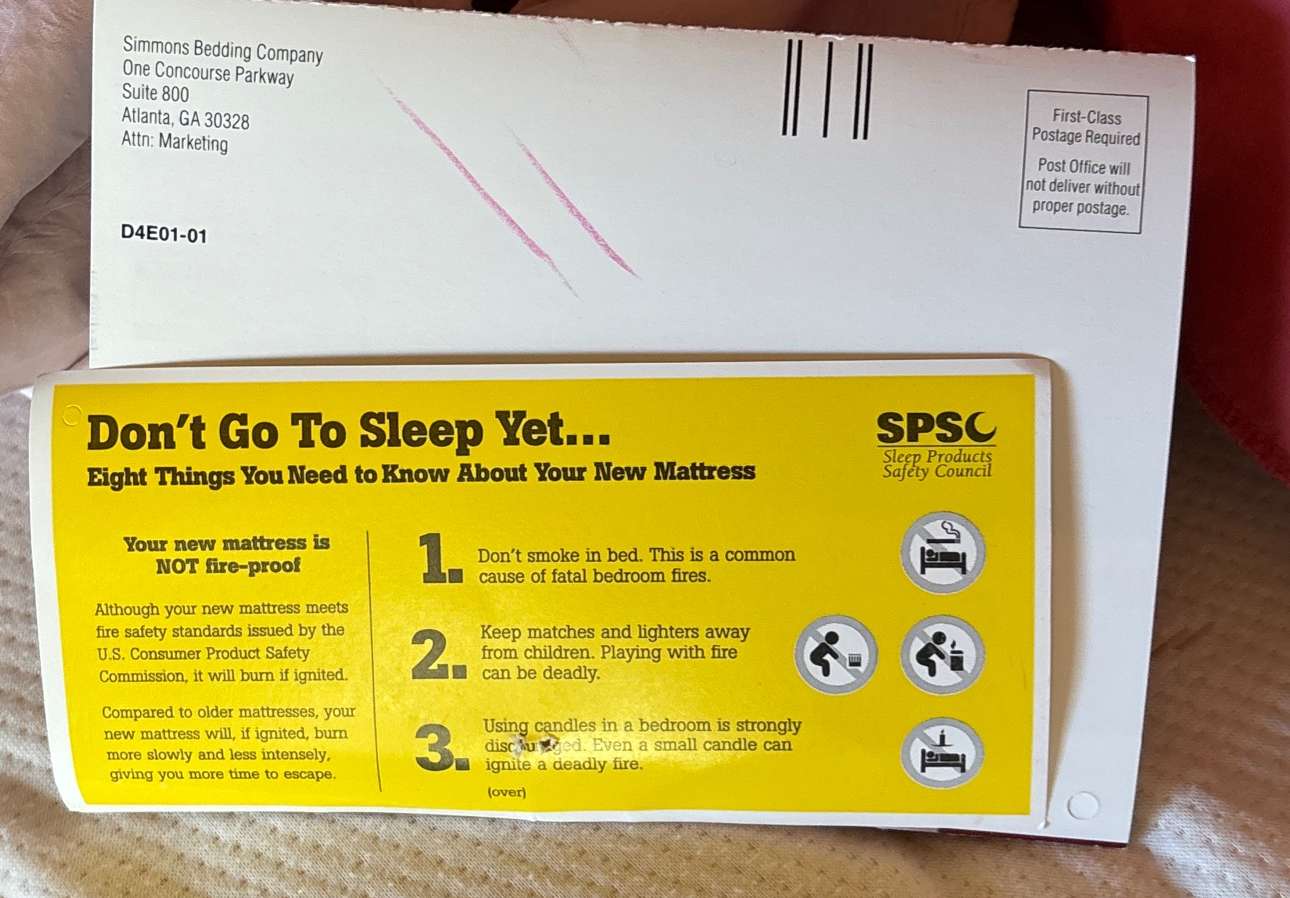 Simmons Bedding Company
One Concourse Parkway
Suite 800
Atlanta, GA 30328
Attn: Marketing
D4E01-01
First-Class
Postage Required
Post Office will
not deliver without
proper postage.
Don't Go To Sleep Yet...
Eight Things You Need to Know About Your New Mattress
SPSC
Sleep Products
Safety Council
Your new mattress is
NOT fire-proof
Although your new mattress meets
fire safety standards issued by the
U.S. Consumer Product Safety
Commission, it will burn if ignited.
Compared to older mattresses, your
new mattress will, if ignited, burn
more slowly and less intensely,
giving you more time to escape.
1. Don't smoke in bed. This is a common
cause of fatal bedroom fires.
2. Keep matches and lighters away
from children. Playing with fire
can be deadly.
3. Using candles in a bedroom is strongly
discouraged. Even a small candle can
ignite a deadly fire.
(over)